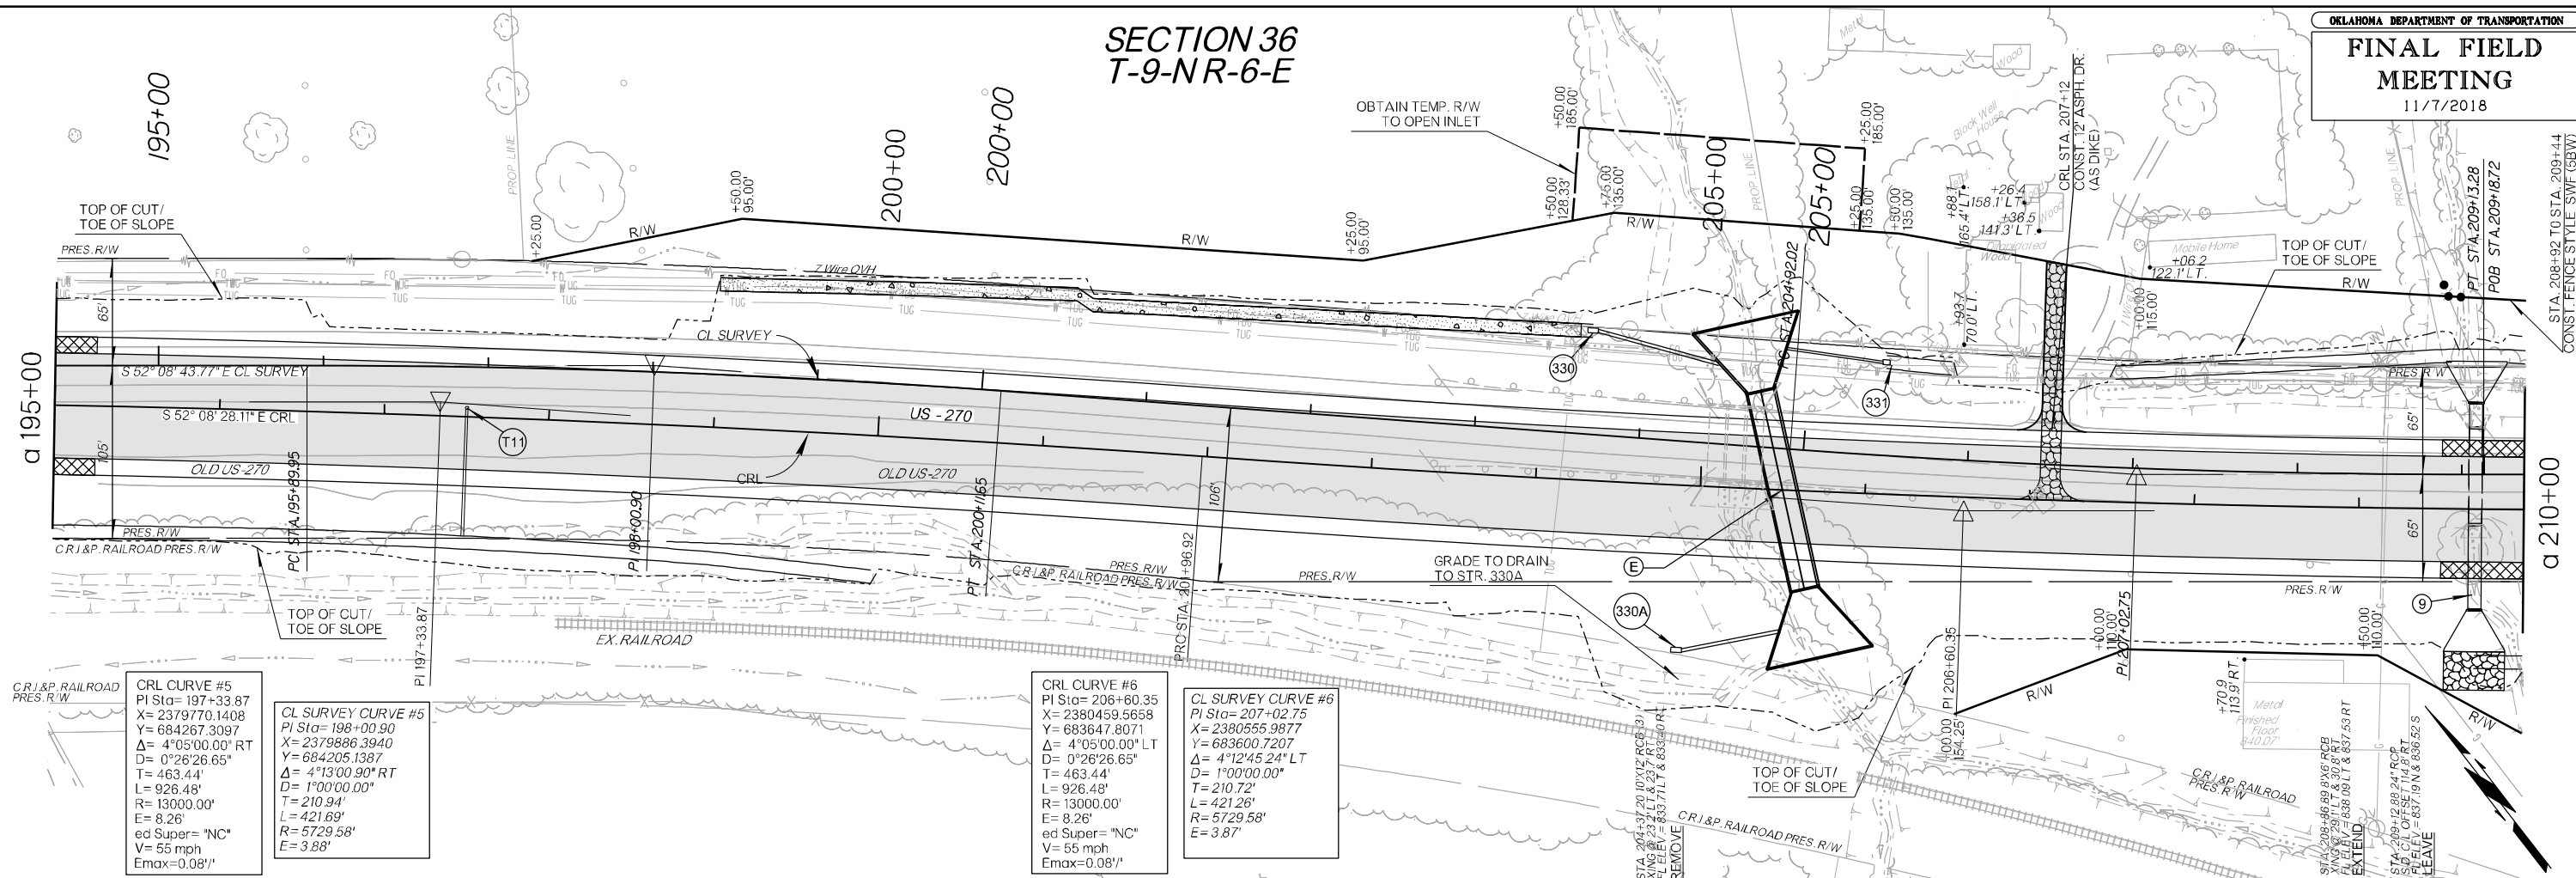 SECTION 36
T-9-N R-6-E
OKLAHOMA DEPARTMENT OF TRANSPORTATION
FINAL FIELD
MEETING
11/7/2018
195+00
200+00
200+00
205+00
205+00
α 195+00
α 210+00
TOP OF CUT/
TOE OF SLOPE
PRES. R/W
65'
105'
PROP. LINE
+25.00
R/W
+50.00
95.00'
R/W
+25.00
95.00'
OBTAIN TEMP. R/W
TO OPEN INLET
+50.00
185.00'
+50.00
128.33'
+75.00
135.00'
R/W
PROP. LINE
+25.00
185.00'
+25.00
135.00'
+50.00
135.00'
Metal
Wood
Block Well
House
+88.1
165.4' LT.
+26.4
158.1' LT.
+36.5
141.3' LT.
Dilapidated
Wood
CRL STA. 207+12
CONST. 12' ASPH. DR.
(AS DIKE)
Mobile Home
+06.2
122.1' LT.
+00.00
115.00'
+93.7
70.0' LT.
TOP OF CUT/
TOE OF SLOPE
R/W
PROP. LINE
PT STA.209+13.28
POB STA.209+18.72
STA. 208+92 TO STA. 209+44
CONST. FENCE STYLE SWF (5BW)
7 Wire OVH
FO
TUG
CL SURVEY
S 52° 08' 43.77" E CL SURVEY
S 52° 08' 28.11" E CRL
US - 270
OLD US-270
OLD US-270
CRL
T11
330
331
PC STA.204+92.02
PC STA.195+89.95
PI 198+00.90
PT STA.200+11.65
106'
PRES. R/W
65'
65'
PRES. R/W
C.R.I.&P. RAILROAD PRES. R/W
TOP OF CUT/
TOE OF SLOPE
PI 197+33.87
EX. RAILROAD
PRES. R/W
C.R.I.&P. RAILROAD PRES. R/W
PRC STA. 201+96.92
PRES. R/W
GRADE TO DRAIN
TO STR. 330A
E
330A
9
PRES. R/W
PI 206+60.35
PI 207+02.75
+00.00
154.25'
+00.00
110.00'
+50.00
110.00'
R/W
R/W
+70.9
113.9' RT.
Metal
Finished
Floor
840.07'
TOP OF CUT/
TOE OF SLOPE
C.R.I.&P. RAILROAD
PRES. R/W
C.R.I.&P. RAILROAD PRES. R/W
C.R.I.&P. RAILROAD
PRES. R/W
CRL CURVE #5
PI Sta= 197+33.87
X= 2379770.1408
Y= 684267.3097
Δ= 4°05'00.00" RT
D= 0°26'26.65"
T= 463.44'
L= 926.48'
R= 13000.00'
E= 8.26'
ed Super= "NC"
V= 55 mph
Emax=0.08'/'
CL SURVEY CURVE #5
PI Sta= 198+00.90
X= 2379886.3940
Y= 684205.1387
Δ= 4°13'00.90" RT
D= 1°00'00.00"
T= 210.94'
L= 421.69'
R= 5729.58'
E= 3.88'
CRL CURVE #6
PI Sta= 206+60.35
X= 2380459.5658
Y= 683647.8071
Δ= 4°05'00.00" LT
D= 0°26'26.65"
T= 463.44'
L= 926.48'
R= 13000.00'
E= 8.26'
ed Super= "NC"
V= 55 mph
Emax=0.08'/'
CL SURVEY CURVE #6
PI Sta= 207+02.75
X= 2380555.9877
Y= 683600.7207
Δ= 4°12'45.24" LT
D= 1°00'00.00"
T= 210.72'
L= 421.26'
R= 5729.58'
E= 3.87'
REMOVE
EXTEND
LEAVE